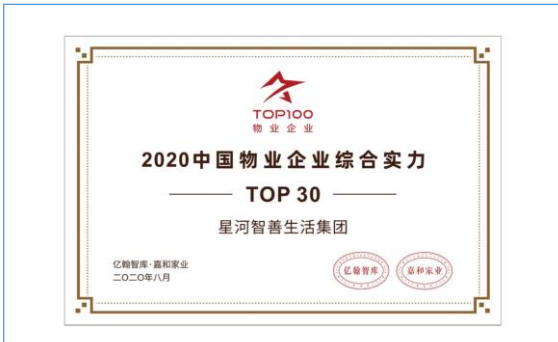 TOP100
物业企业
2020中国物业企业综合实力
TOP 30
星河智善生活集团
亿翰智库·嘉和家业
二〇二〇年八月
亿翰智库
嘉和家业